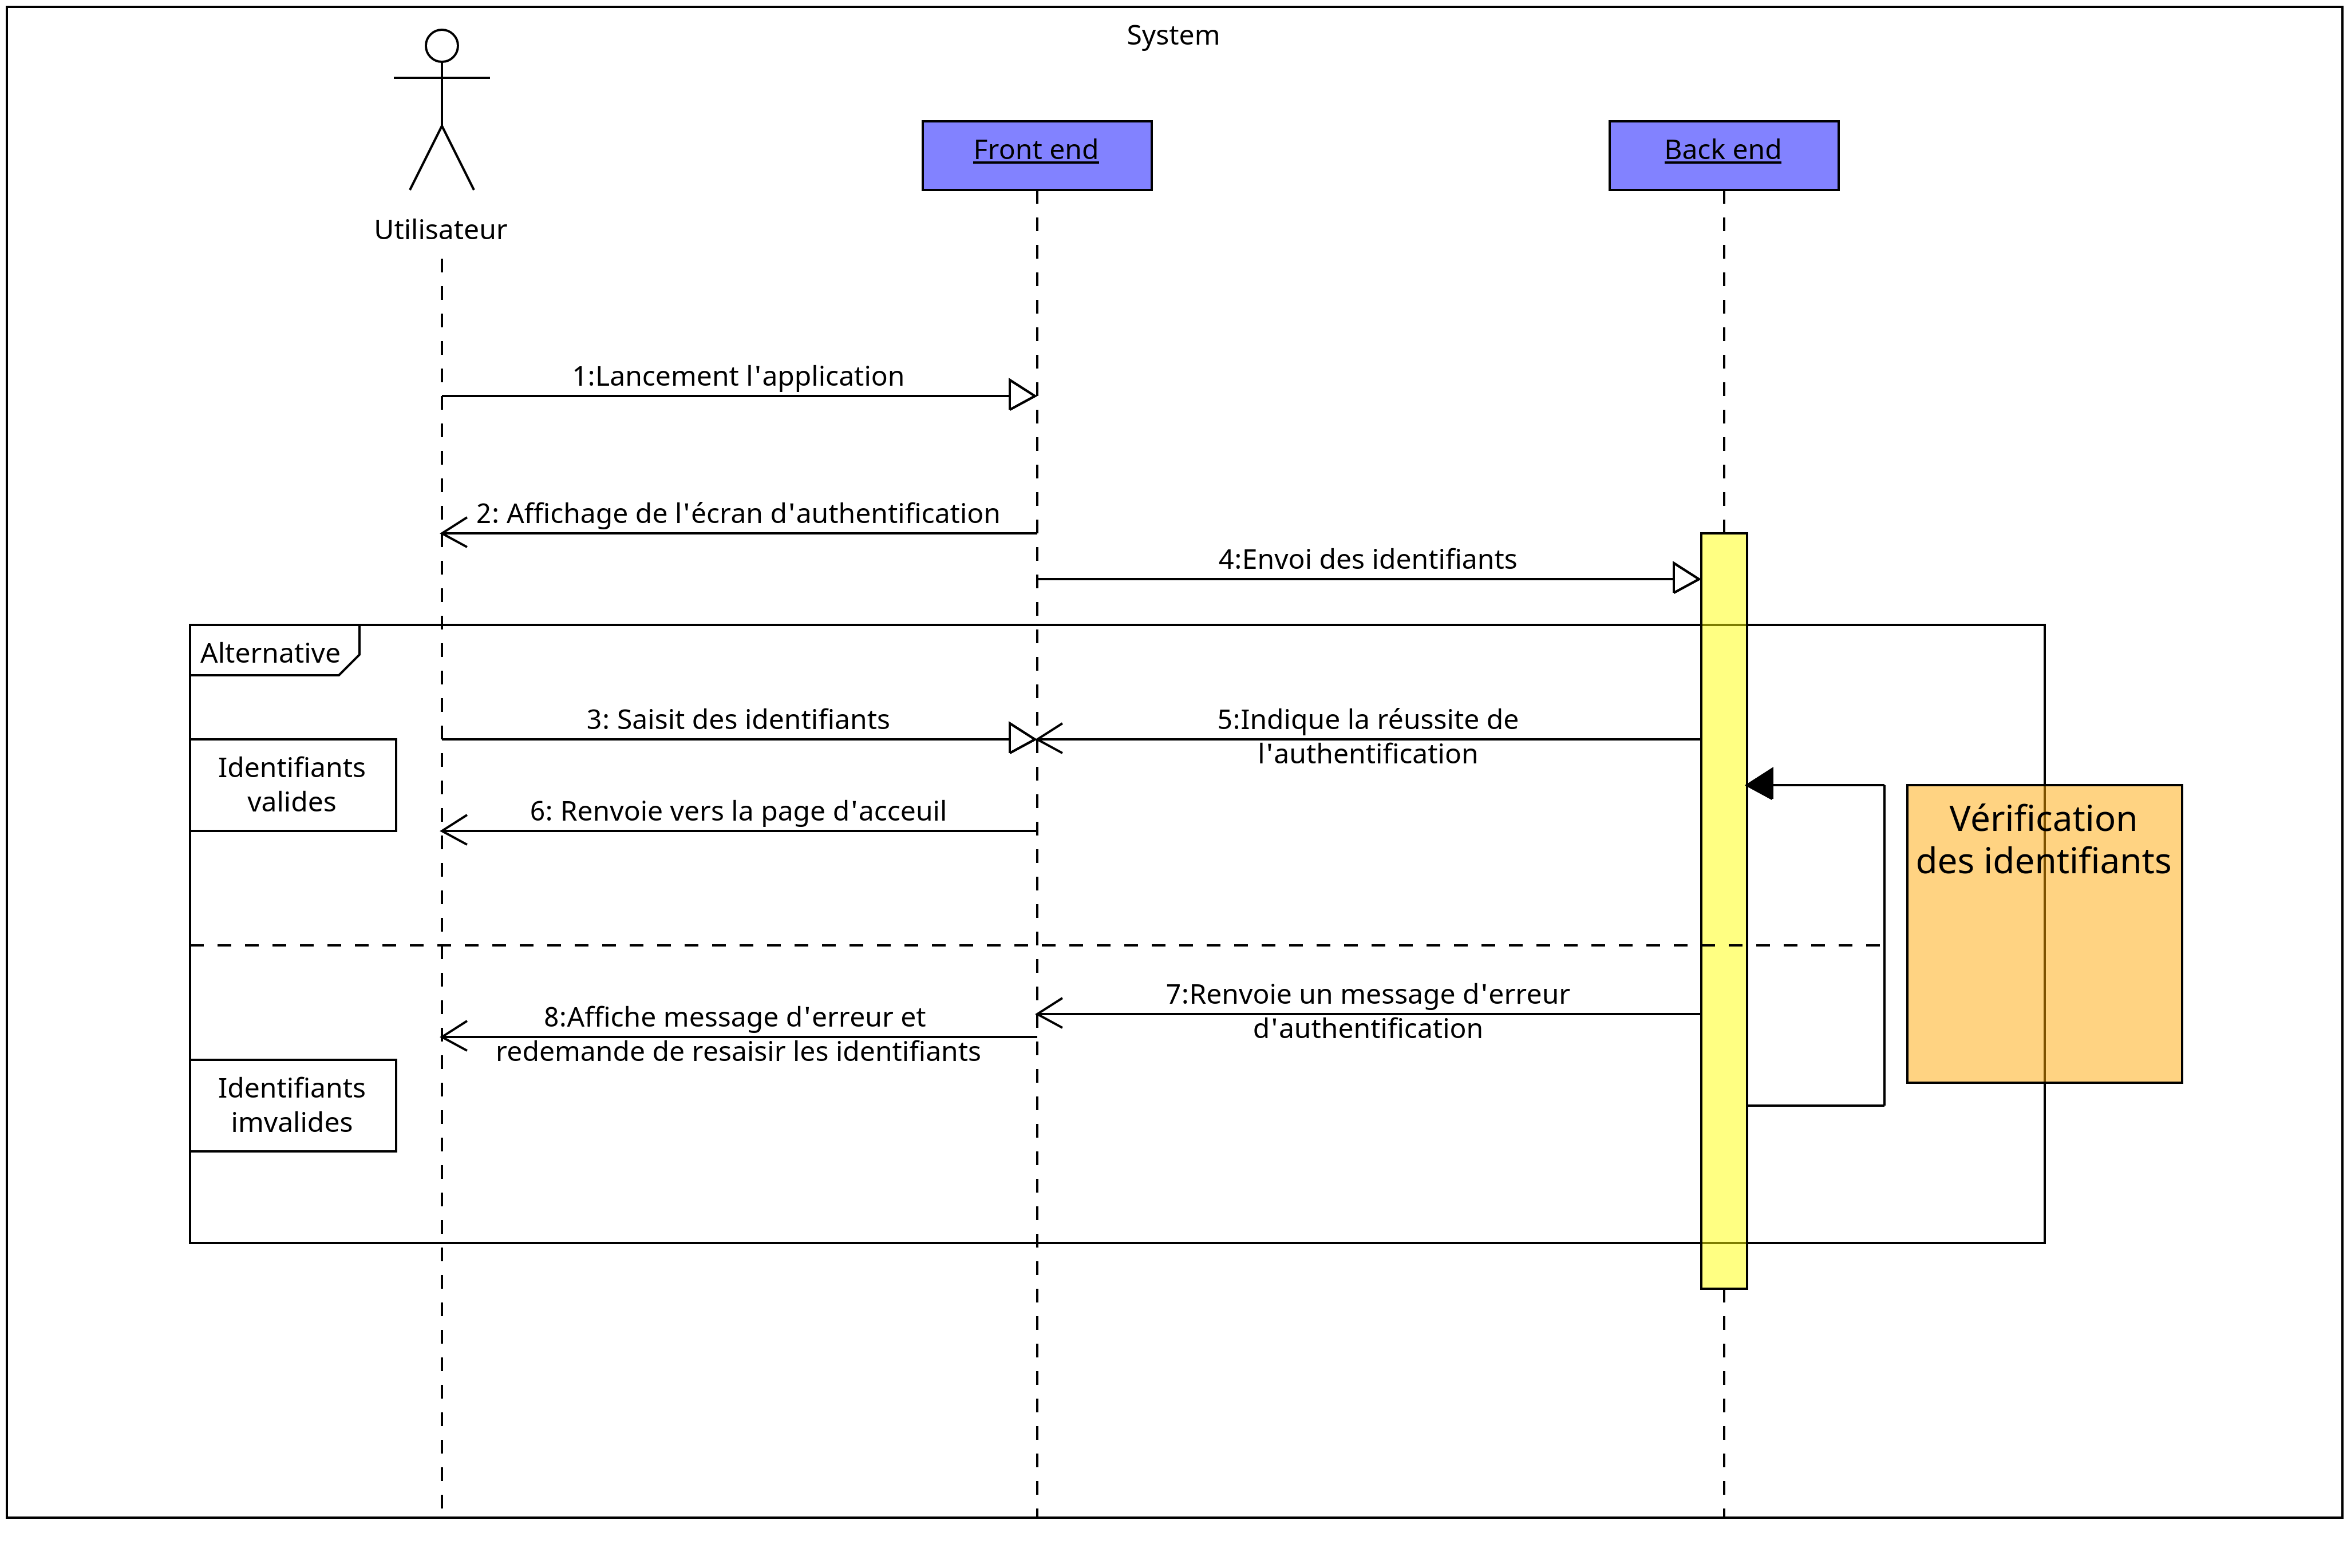 System
Front end
Back end
Utilisateur
1:Lancement l'application
2: Affichage de l'écran d'authentification
4:Envoi des identifiants
Alternative
3: Saisit des identifiants
5:Indique la réussite de
l'authentification
Identifiants
valides
6: Renvoie vers la page d'acceuil
Vérification
des identifiants
7:Renvoie un message d'erreur
d'authentification
8:Affiche message d'erreur et
redemande de resaisir les identifiants
Identifiants
imvalides